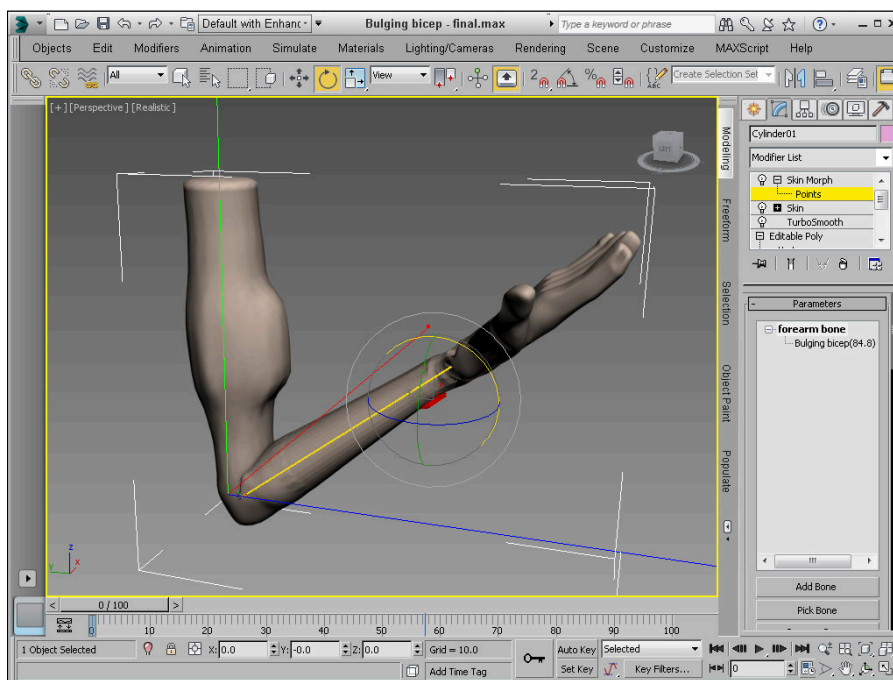 Default with Enhanc Bulging bicep - final.max Type a keyword or phrase
Objects Edit Modifiers Animation Simulate Materials Lighting/Cameras Rendering Scene Customize MAXScript Help
All View 2 % ABC Create Selection Set
[+] [Perspective] [Realistic]
Modeling
Freeform
Selection
Object Paint
Populate
Cylinder01
Modifier List
Skin Morph
Points
Skin
TurboSmooth
Editable Poly
- Parameters
forearm bone
Bulging bicep(84.8)
Add Bone
Pick Bone
z
x
y
< 0 / 100 >
0 10 20 30 40 50 60 70 80 90 100
1 Object Selected X: 0.0 Y: -0.0 Z: 0.0 Grid = 10.0 Auto Key Selected
Add Time Tag Set Key Key Filters... 0